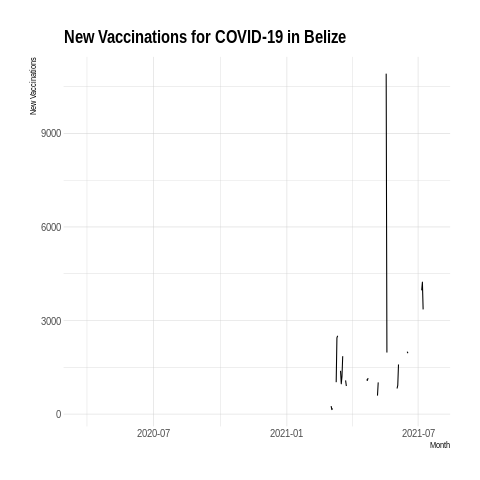 New Vaccinations for COVID-19 in Belize
New Vaccinations
9000
6000
3000
0
2020-07
2021-01
2021-07
Month